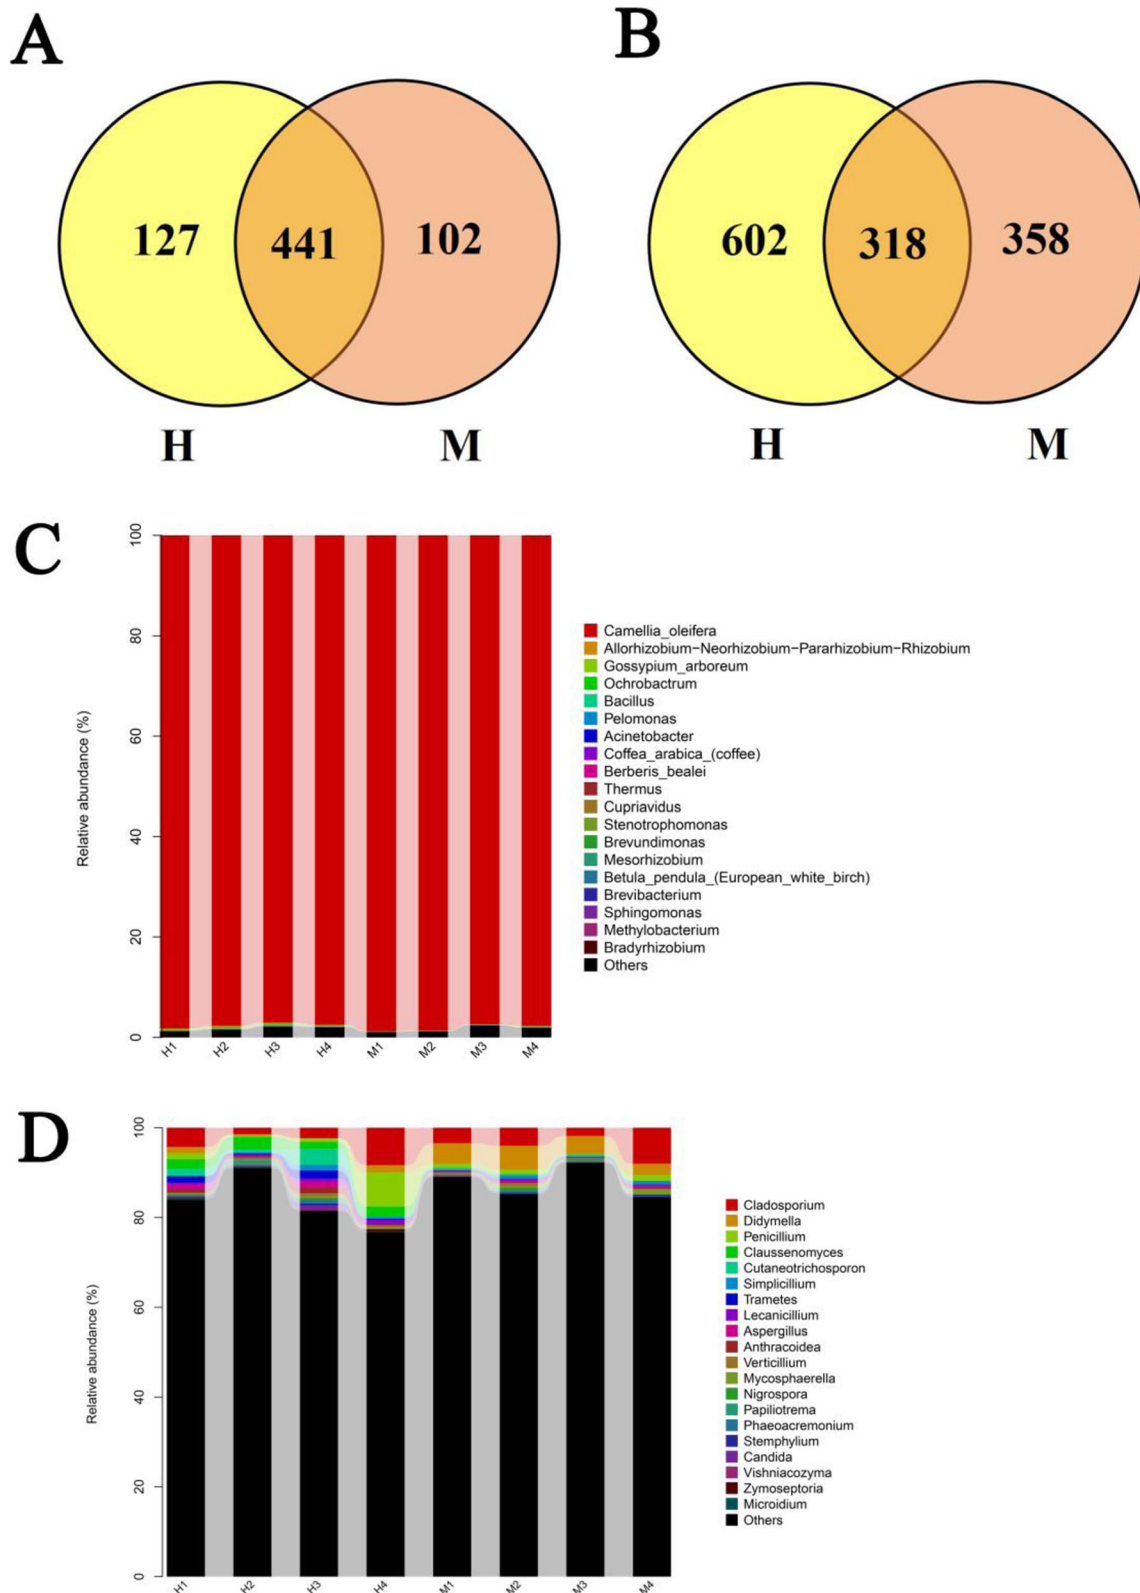 A
B
127 441 102
602 318 358
H M
H M
C
Relative abundance (%)
100
80
60
40
20
0
H1 H2 H3 H4 M1 M2 M3 M4
Camellia_oleifera
Allorhizobium−Neorhizobium−Pararhizobium−Rhizobium
Gossypium_arboreum
Ochrobactrum
Bacillus
Pelomonas
Acinetobacter
Coffea_arabica_(coffee)
Berberis_bealei
Thermus
Cupriavidus
Stenotrophomonas
Brevundimonas
Mesorhizobium
Betula_pendula_(European_white_birch)
Brevibacterium
Sphingomonas
Methylobacterium
Bradyrhizobium
Others
D
Relative abundance (%)
100
80
60
40
20
0
H1 H2 H3 H4 M1 M2 M3 M4
Cladosporium
Didymella
Penicillium
Claussenomyces
Cutaneotrichosporon
Simplicillium
Trametes
Lecanicillium
Aspergillus
Anthracoidea
Verticillium
Mycosphaerella
Nigrospora
Papiliotrema
Phaeoacremonium
Stemphylium
Candida
Vishniacozyma
Zymoseptoria
Microidium
Others